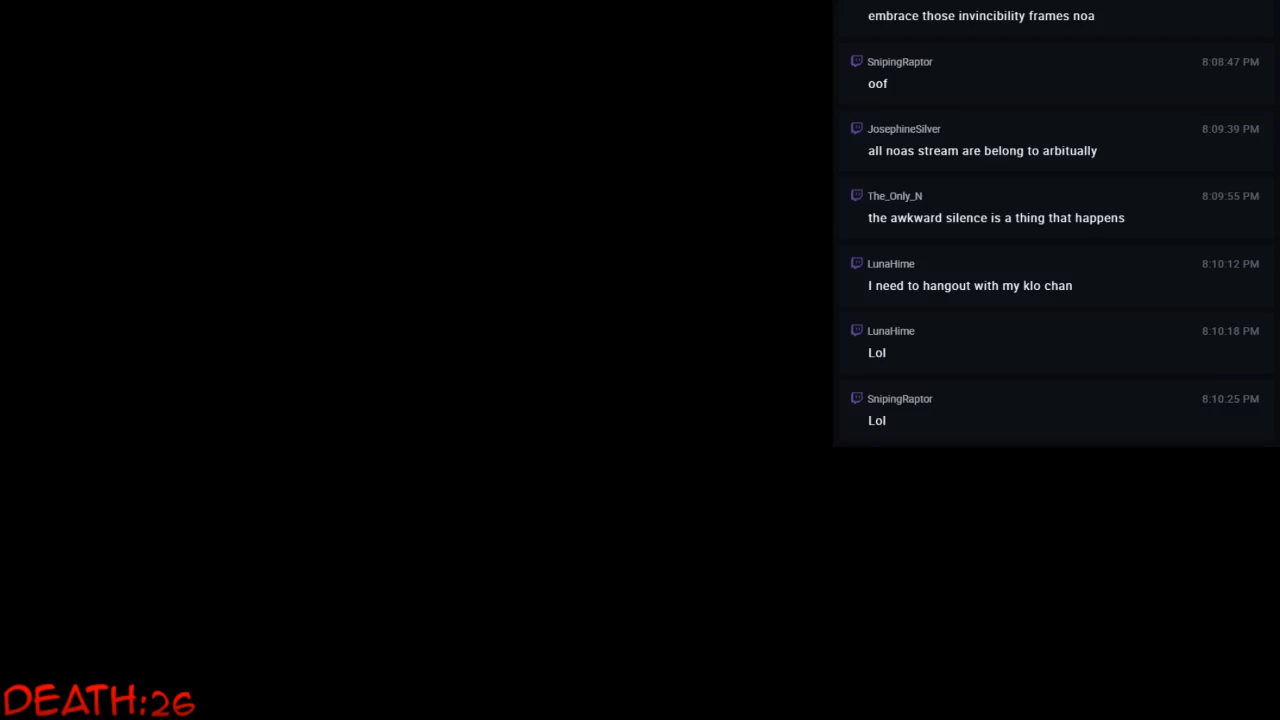 embrace those invincibility frames noa
SnipingRaptor 8:08:47 PM
oof
JosephineSilver 8:09:39 PM
all noas stream are belong to arbitually
The_Only_N 8:09:55 PM
the awkward silence is a thing that happens
LunaHime 8:10:12 PM
I need to hangout with my klo chan
LunaHime 8:10:18 PM
Lol
SnipingRaptor 8:10:25 PM
Lol
DEATH:26